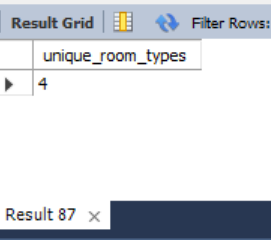 Result Grid Filter Rows:
unique_room_types
4
Result 87 ×